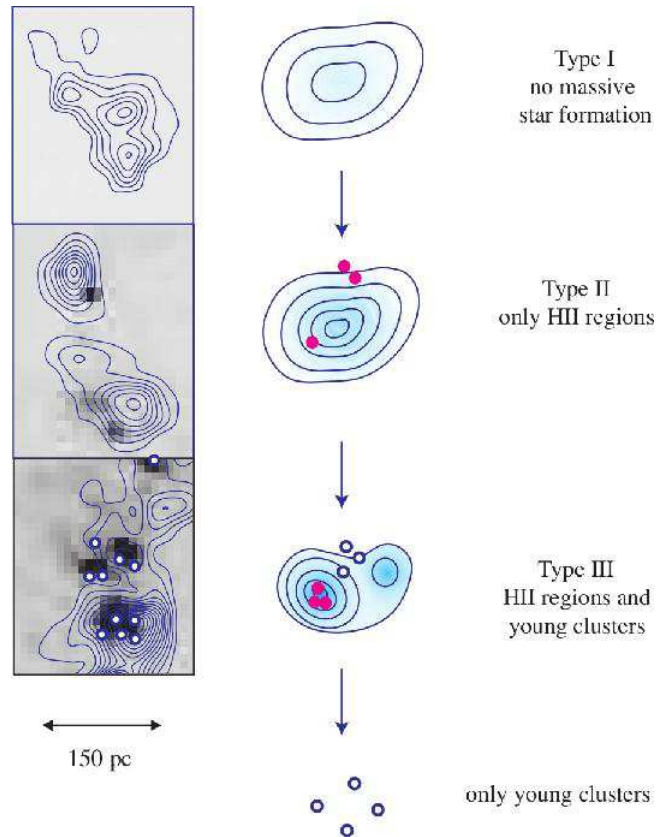 Type I
no massive
star formation
Type II
only HII regions
Type III
HII regions and
young clusters
150 pc
only young clusters